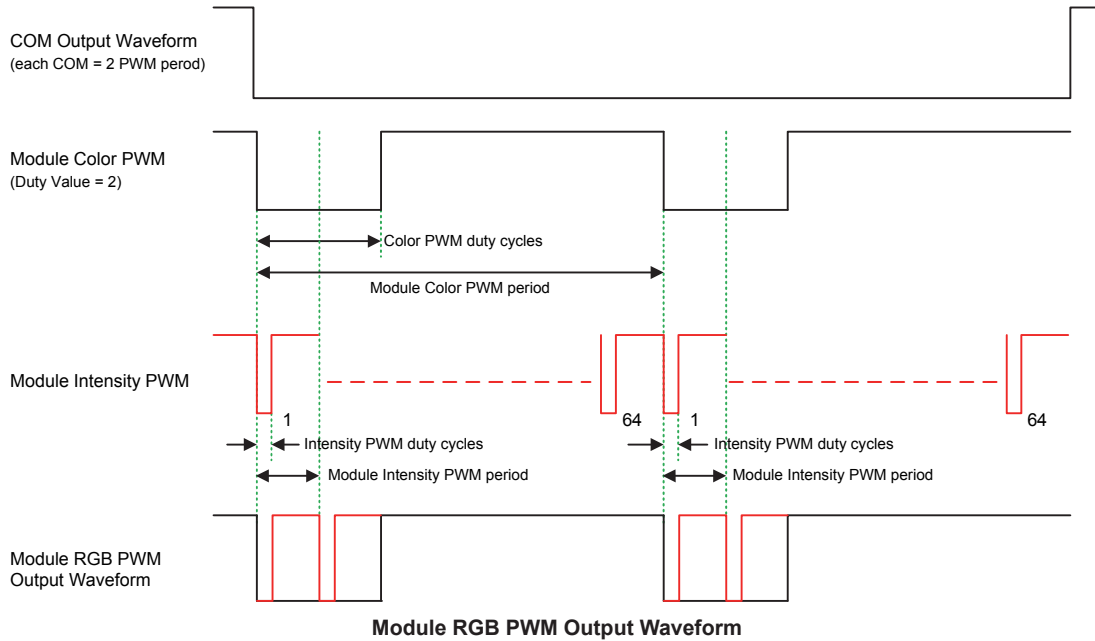 COM Output Waveform
(each COM = 2 PWM perod)
Module Color PWM
(Duty Value = 2)
Color PWM duty cycles
Module Color PWM period
Module Intensity PWM
1
64
1
64
Intensity PWM duty cycles
Intensity PWM duty cycles
Module Intensity PWM period
Module Intensity PWM period
Module RGB PWM
Output Waveform
Module RGB PWM Output Waveform